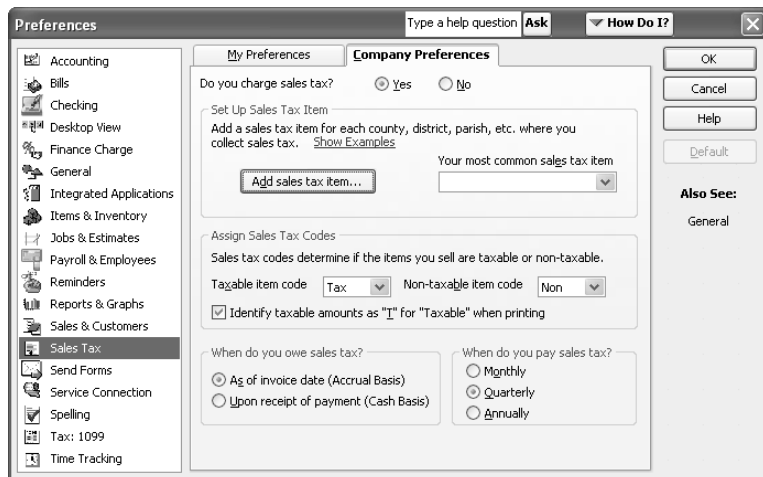 Preferences
Type a help question Ask
How Do I?
Accounting
Bills
Checking
Desktop View
Finance Charge
General
Integrated Applications
Items & Inventory
Jobs & Estimates
Payroll & Employees
Reminders
Reports & Graphs
Sales & Customers
Sales Tax
Send Forms
Service Connection
Spelling
Tax: 1099
Time Tracking
My Preferences
Company Preferences
Do you charge sales tax? Yes No
Set Up Sales Tax Item
Add a sales tax item for each county, district, parish, etc. where you
collect sales tax. Show Examples
Your most common sales tax item
Add sales tax item...
Assign Sales Tax Codes
Sales tax codes determine if the items you sell are taxable or non-taxable.
Taxable item code Tax Non-taxable item code Non
Identify taxable amounts as "T" for "Taxable" when printing
When do you owe sales tax?
As of invoice date (Accrual Basis)
Upon receipt of payment (Cash Basis)
When do you pay sales tax?
Monthly
Quarterly
Annually
OK
Cancel
Help
Default
Also See:
General